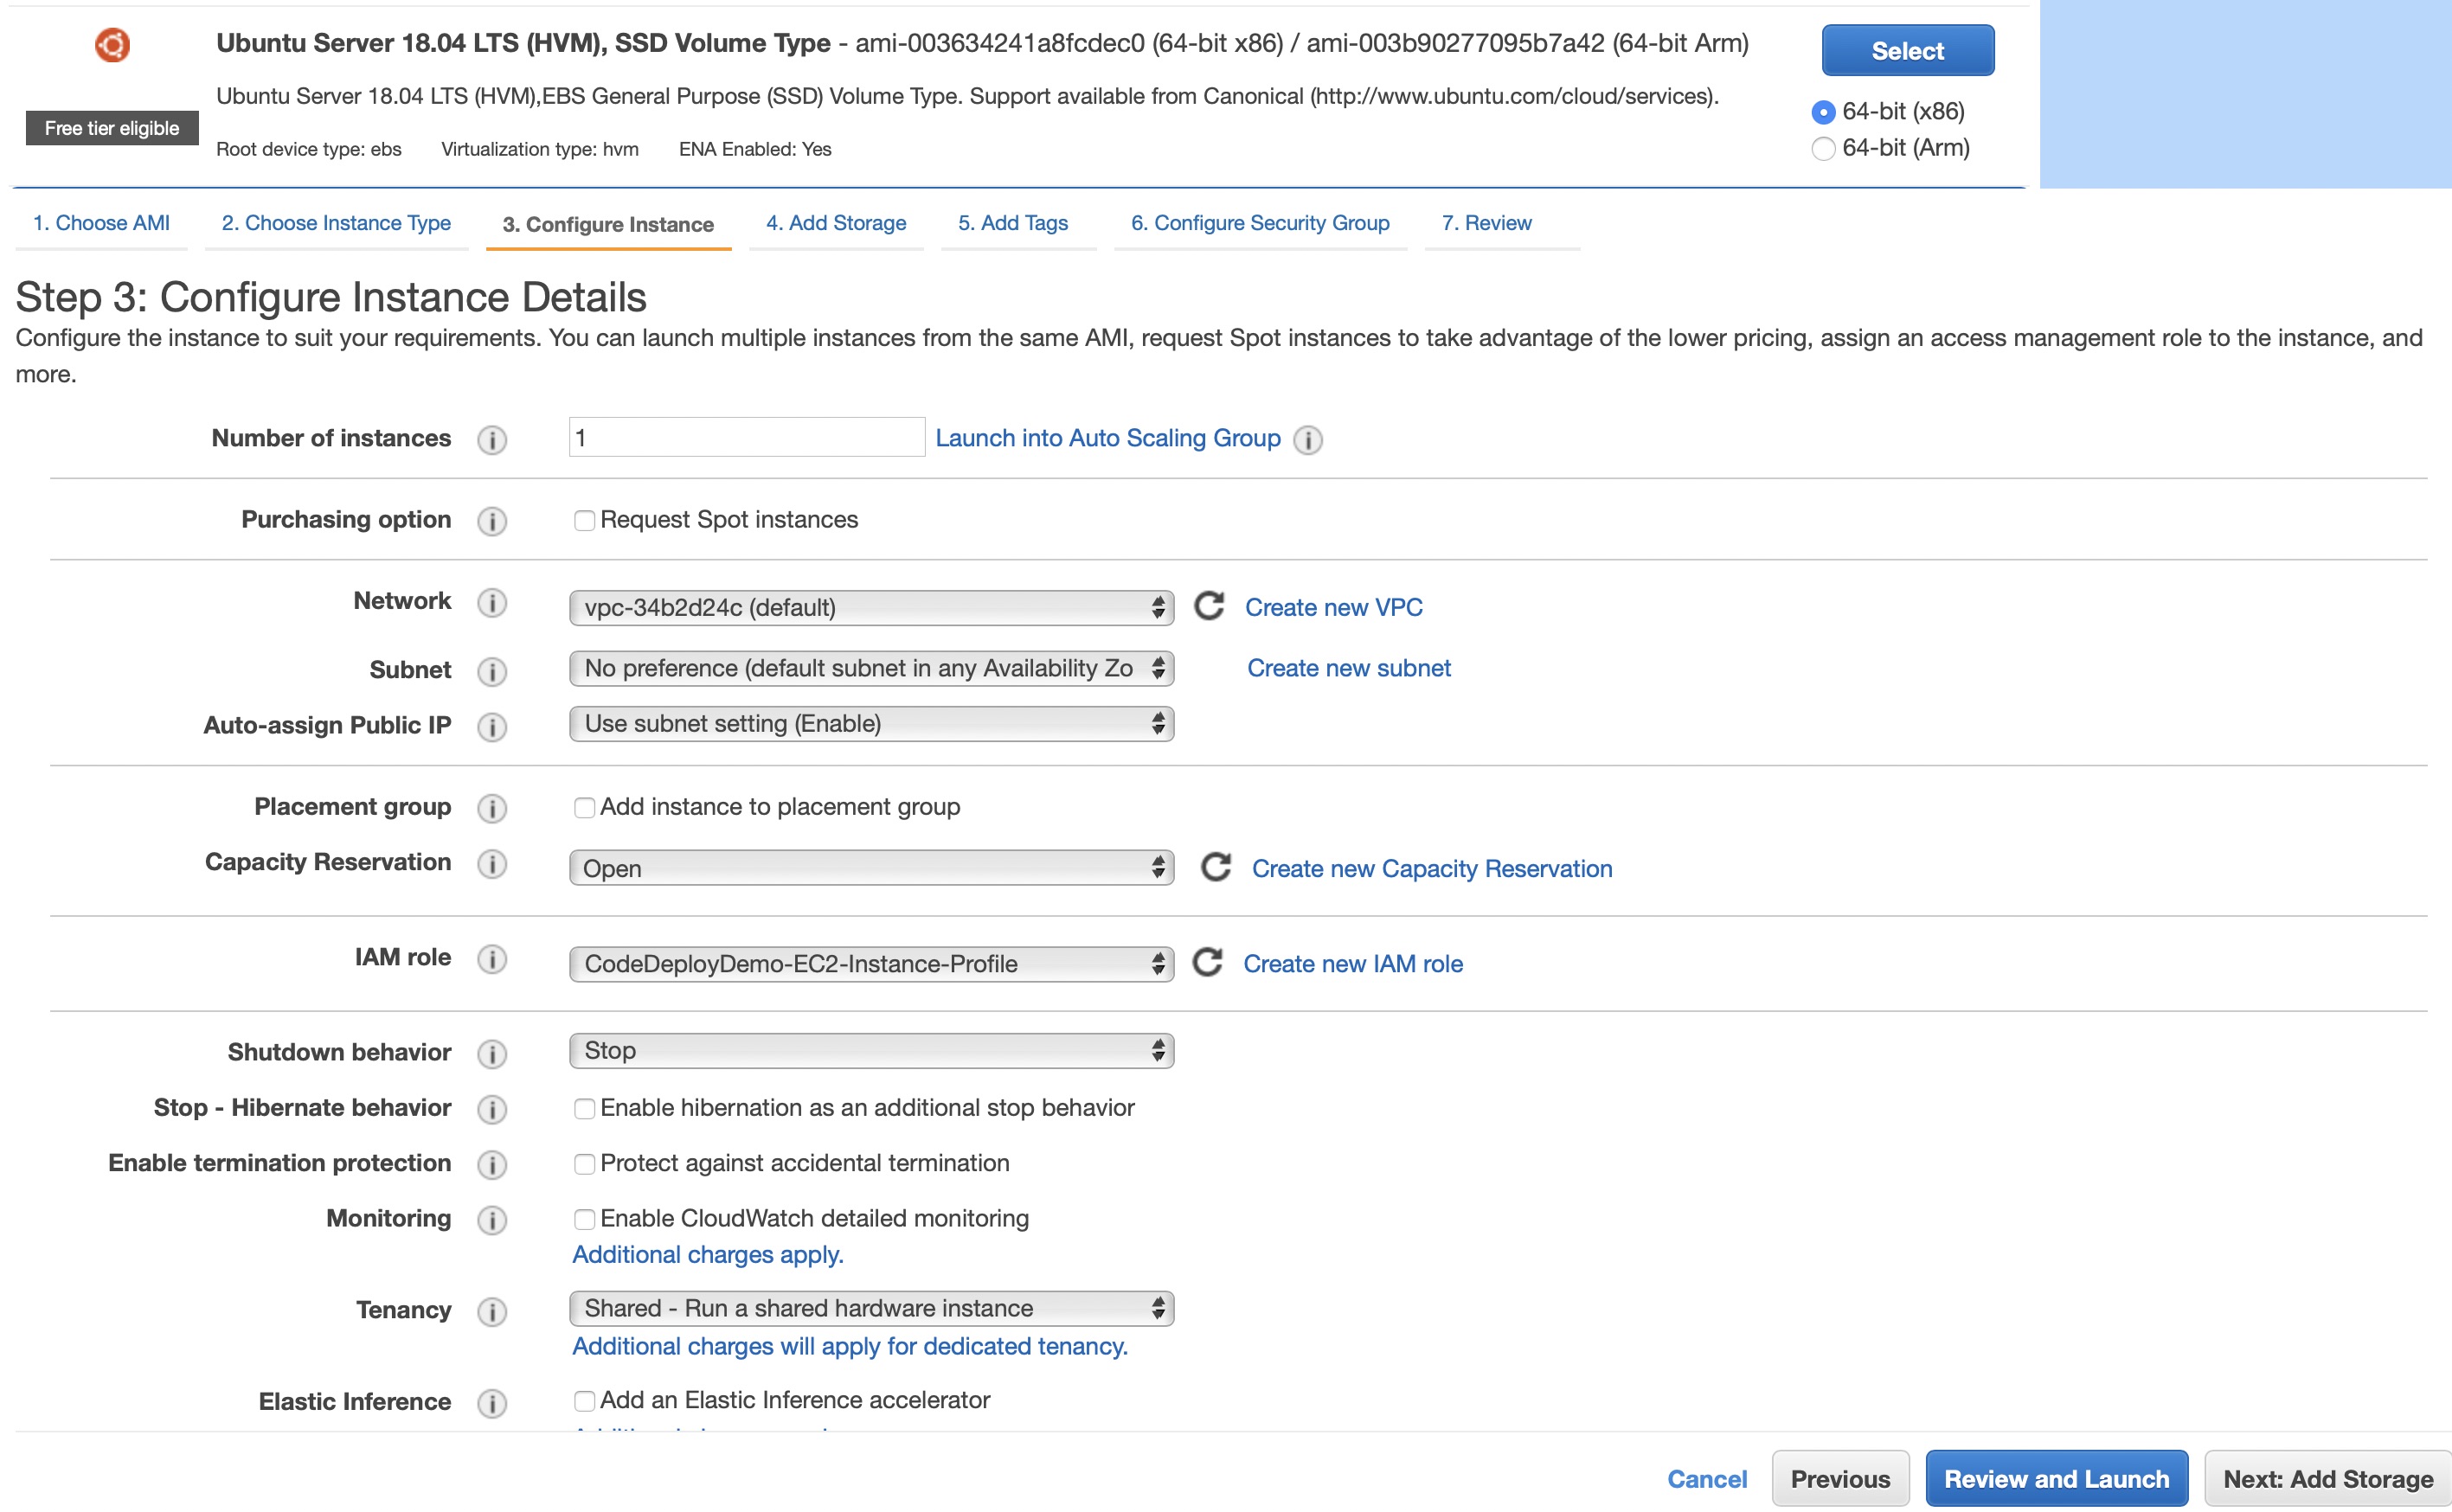 Ubuntu Server 18.04 LTS (HVM), SSD Volume Type - ami-003634241a8fcdec0 (64-bit x86) / ami-003b90277095b7a42 (64-bit Arm)
Select
Ubuntu Server 18.04 LTS (HVM),EBS General Purpose (SSD) Volume Type. Support available from Canonical (http://www.ubuntu.com/cloud/services).
64-bit (x86)
Free tier eligible
64-bit (Arm)
Root device type: ebs Virtualization type: hvm ENA Enabled: Yes
1. Choose AMI 2. Choose Instance Type 3. Configure Instance 4. Add Storage 5. Add Tags 6. Configure Security Group 7. Review
Step 3: Configure Instance Details
Configure the instance to suit your requirements. You can launch multiple instances from the same AMI, request Spot instances to take advantage of the lower pricing, assign an access management role to the instance, and
more.
Number of instances 1 Launch into Auto Scaling Group
Purchasing option Request Spot instances
Network vpc-34b2d24c (default) Create new VPC
Subnet No preference (default subnet in any Availability Zo Create new subnet
Auto-assign Public IP Use subnet setting (Enable)
Placement group Add instance to placement group
Capacity Reservation Open Create new Capacity Reservation
IAM role CodeDeployDemo-EC2-Instance-Profile Create new IAM role
Shutdown behavior Stop
Stop - Hibernate behavior Enable hibernation as an additional stop behavior
Enable termination protection Protect against accidental termination
Monitoring Enable CloudWatch detailed monitoring
Additional charges apply.
Tenancy Shared - Run a shared hardware instance
Additional charges will apply for dedicated tenancy.
Elastic Inference Add an Elastic Inference accelerator
Cancel Previous Review and Launch Next: Add Storage